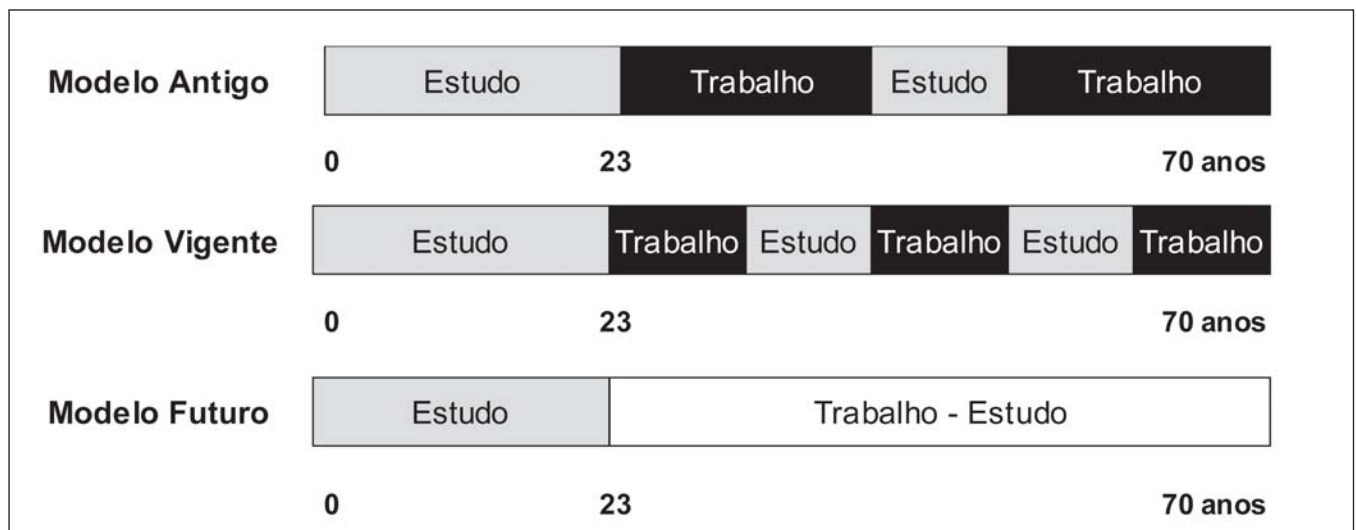 Modelo Antigo Estudo Trabalho Estudo Trabalho
0 23 70 anos
Modelo Vigente Estudo Trabalho Estudo Trabalho Estudo Trabalho
0 23 70 anos
Modelo Futuro Estudo Trabalho - Estudo
0 23 70 anos